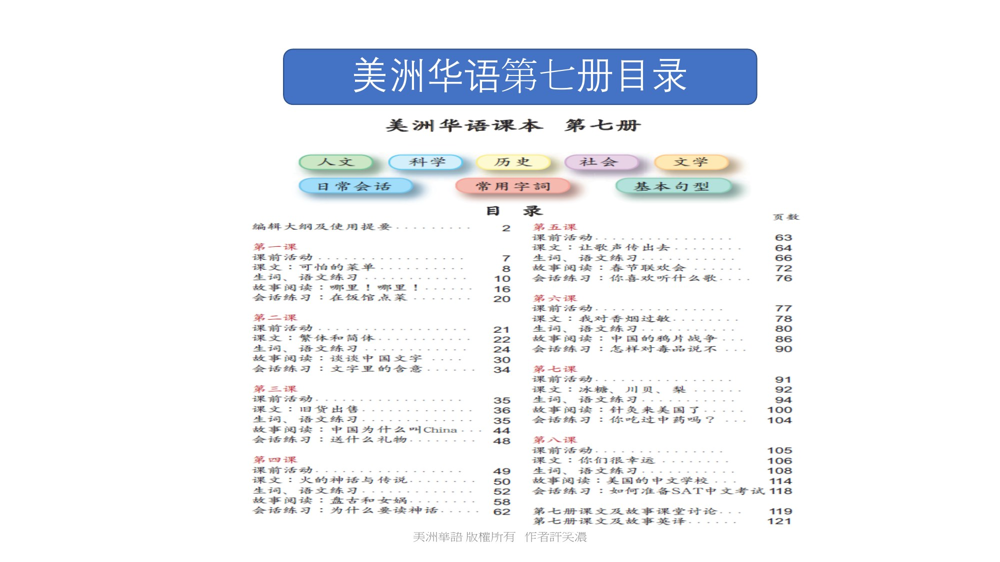 美洲华语第七册目录
美洲华语课本 第七册
人文 科学 历史 社会 文学
日常会话 常用字词 基本句型
目 录
页数
编辑大纲及使用提要 . . . . . . . . . 2
第一课
课前活动 . . . . . . . . . . . . . . . . . 7
课文：可怕的菜单 . . . . . . . . . . 8
生词、语文练习 . . . . . . . . . . . . 10
故事阅读：哪里！哪里！ . . . . . . 16
会话练习：在饭馆点菜 . . . . . . . 20
第二课
课前活动 . . . . . . . . . . . . . . . . . 21
课文：繁体和简体 . . . . . . . . . . . 22
生词、语文练习 . . . . . . . . . . . . 24
故事阅读：谈谈中国文字 . . . . 30
会话练习：文字里的含意 . . . . . . 34
第三课
课前活动 . . . . . . . . . . . . . . . . . 35
课文：旧货出售 . . . . . . . . . . . . . 36
生词、语文练习 . . . . . . . . . . . . . 35
故事阅读：中国为什么叫China . . . 44
会话练习：送什么礼物 . . . . . . . . 48
第四课
课前活动 . . . . . . . . . . . . . . . . . 49
课文：火的神话与传说 . . . . . . . . 50
生词、语文练习 . . . . . . . . . . . . . 52
故事阅读：盘古和女娲 . . . . . . . . 58
会话练习：为什么要读神话 . . . . . 62
第五课
课前活动 . . . . . . . . . . . . . . . . 63
课文：让歌声传出去 . . . . . . . . 64
生词、语文练习 . . . . . . . . . . . 66
故事阅读：春节联欢会 . . . . . . 72
会话练习：你喜欢听什么歌 . . . . 76
第六课
课前活动 . . . . . . . . . . . . . . . 77
课文：我对香烟过敏 . . . . . . . . 78
生词、语文练习 . . . . . . . . . . . 80
故事阅读：中国的鸦片战争 . . . 86
会话练习：怎样对毒品说不 . . . 90
第七课
课前活动 . . . . . . . . . . . . . . . . 91
课文：冰糖、川贝、梨 . . . . . . 92
生词、语文练习 . . . . . . . . . . . 94
故事阅读：针灸来美国了 . . . . . 100
会话练习：你吃过中药吗？ . . . 104
第八课
课前活动 . . . . . . . . . . . . . . . 105
课文：你们很幸运 . . . . . . . . 106
生词、语文练习 . . . . . . . . . . . 108
故事阅读：美国的中文学校 . . . 114
会话练习：如何准备SAT中文考试 118
第七册课文及故事课堂讨论 . . . 119
第七册课文及故事英译 . . . . . . 121
美洲華語 版權所有 作者許笑濃